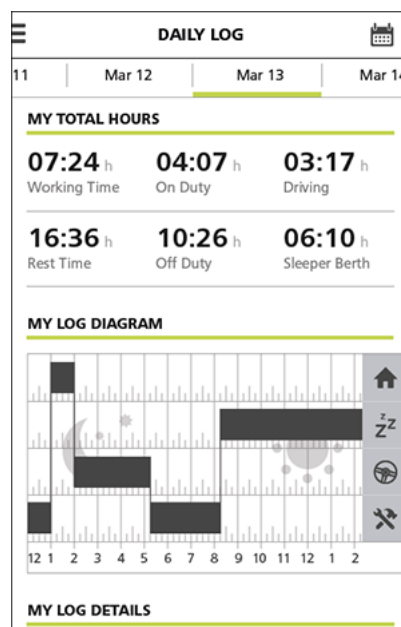 DAILY LOG
11 Mar 12 Mar 13 Mar 14
MY TOTAL HOURS
07:24 h 04:07 h 03:17 h
Working Time On Duty Driving
16:36 h 10:26 h 06:10 h
Rest Time Off Duty Sleeper Berth
MY LOG DIAGRAM
z z Z
12 1 2 3 4 5 6 7 8 9 10 11 12 1 2
MY LOG DETAILS